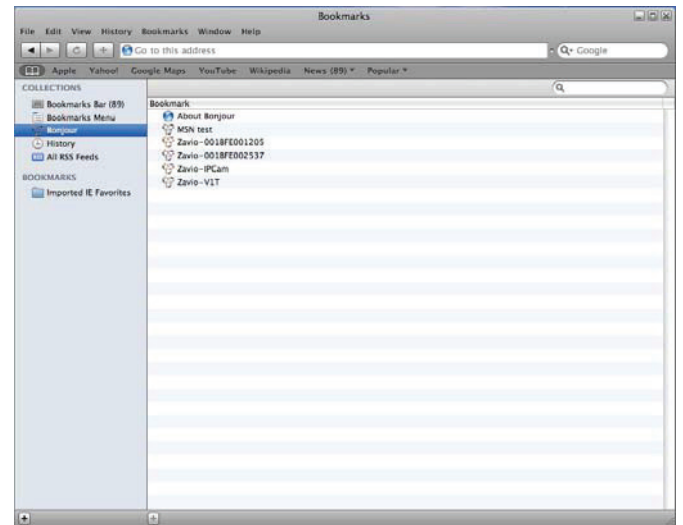 Bookmarks
File Edit View History Bookmarks Window Help
Go to this address
Google
Apple Yahoo! Google Maps YouTube Wikipedia News (89) Popular
COLLECTIONS
Bookmarks Bar (89)
Bookmarks Menu
Bonjour
History
All RSS Feeds
BOOKMARKS
Imported IE Favorites
Bookmark
About Bonjour
MSN test
Zavio-0018FE001205
Zavio-0018FE002537
Zavio-IPCam
Zavio-V1T